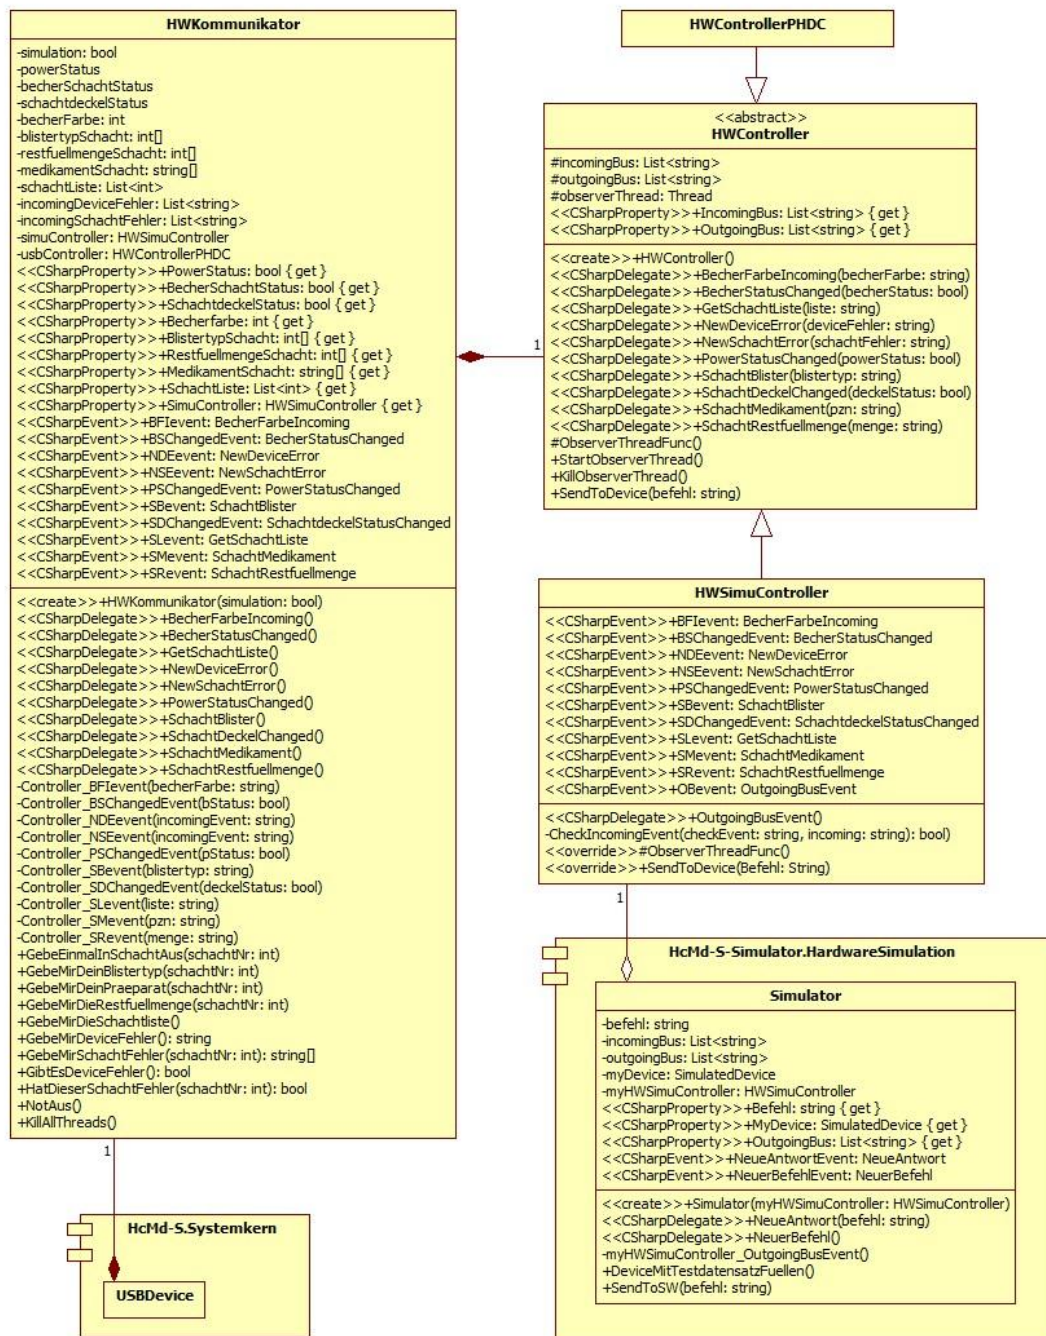 HWKommunikator
-simulation: bool
-powerStatus
-becherSchachtStatus
-schachtdeckelStatus
-becherFarbe: int
-blistertypSchacht: int[]
-restfuellmengeSchacht: int[]
-medikamentSchacht: string[]
-schachtListe: List<int>
-incomingDeviceFehler: List<string>
-incomingSchachtFehler: List<string>
-simuController: HWSimuController
-usbController: HWControllerPHDC
<<CSharpProperty>>+PowerStatus: bool { get }
<<CSharpProperty>>+BecherSchachtStatus: bool { get }
<<CSharpProperty>>+SchachtdeckelStatus: bool { get }
<<CSharpProperty>>+Becherfarbe: int { get }
<<CSharpProperty>>+BlistertypSchacht: int[] { get }
<<CSharpProperty>>+RestfuellmengeSchacht: int[] { get }
<<CSharpProperty>>+MedikamentSchacht: string[] { get }
<<CSharpProperty>>+SchachtListe: List<int> { get }
<<CSharpProperty>>+SimuController: HWSimuController { get }
<<CSharpEvent>>+BFIevent: BecherFarbeIncoming
<<CSharpEvent>>+BSChangedEvent: BecherStatusChanged
<<CSharpEvent>>+NDEevent: NewDeviceError
<<CSharpEvent>>+NSEevent: NewSchachtError
<<CSharpEvent>>+PSChangedEvent: PowerStatusChanged
<<CSharpEvent>>+SBevent: SchachtBlister
<<CSharpEvent>>+SDChangedEvent: SchachtdeckelStatusChanged
<<CSharpEvent>>+SLevent: GetSchachtListe
<<CSharpEvent>>+SMevent: SchachtMedikament
<<CSharpEvent>>+SRevent: SchachtRestfuellmenge
<<create>>+HWKommunikator(simulation: bool)
<<CSharpDelegate>>+BecherFarbeIncoming()
<<CSharpDelegate>>+BecherStatusChanged()
<<CSharpDelegate>>+GetSchachtListe()
<<CSharpDelegate>>+NewDeviceError()
<<CSharpDelegate>>+NewSchachtError()
<<CSharpDelegate>>+PowerStatusChanged()
<<CSharpDelegate>>+SchachtBlister()
<<CSharpDelegate>>+SchachtDeckelChanged()
<<CSharpDelegate>>+SchachtMedikament()
<<CSharpDelegate>>+SchachtRestfuellmenge()
-Controller_BFIevent(becherFarbe: string)
-Controller_BSChangedEvent(bStatus: bool)
-Controller_NDEevent(incomingEvent: string)
-Controller_NSEevent(incomingEvent: string)
-Controller_PSChangedEvent(pStatus: bool)
-Controller_SBevent(blistertyp: string)
-Controller_SDChangedEvent(deckelStatus: bool)
-Controller_SLevent(liste: string)
-Controller_SMevent(pzn: string)
-Controller_SRevent(menge: string)
+GebeEinmalInSchachtAus(schachtNr: int)
+GebeMirDeinBlistertyp(schachtNr: int)
+GebeMirDeinPraeparat(schachtNr: int)
+GebeMirDieRestfuellmenge(schachtNr: int)
+GebeMirDieSchachtliste()
+GebeMirDeviceFehler(): string
+GebeMirSchachtFehler(schachtNr: int): string[]
+GibtEsDeviceFehler(): bool
+HatDieserSchachtFehler(schachtNr: int): bool
+NotAus()
+KillAllThreads()
1
HcMd-S.Systemkern
USBDevice
HWControllerPHDC
<<abstract>>
HWController
#incomingBus: List<string>
#outgoingBus: List<string>
#observerThread: Thread
<<CSharpProperty>>+IncomingBus: List<string> { get }
<<CSharpProperty>>+OutgoingBus: List<string> { get }
<<create>>+HWController()
<<CSharpDelegate>>+BecherFarbeIncoming(becherFarbe: string)
<<CSharpDelegate>>+BecherStatusChanged(becherStatus: bool)
<<CSharpDelegate>>+GetSchachtListe(liste: string)
<<CSharpDelegate>>+NewDeviceError(deviceFehler: string)
<<CSharpDelegate>>+NewSchachtError(schachtFehler: string)
<<CSharpDelegate>>+PowerStatusChanged(powerStatus: bool)
<<CSharpDelegate>>+SchachtBlister(blistertyp: string)
<<CSharpDelegate>>+SchachtDeckelChanged(deckelStatus: bool)
<<CSharpDelegate>>+SchachtMedikament(pzn: string)
<<CSharpDelegate>>+SchachtRestfuellmenge(menge: string)
#ObserverThreadFunc()
+StartObserverThread()
+KillObserverThread()
+SendToDevice(befehl: string)
1
HWSimuController
<<CSharpEvent>>+BFIevent: BecherFarbeIncoming
<<CSharpEvent>>+BSChangedEvent: BecherStatusChanged
<<CSharpEvent>>+NDEevent: NewDeviceError
<<CSharpEvent>>+NSEevent: NewSchachtError
<<CSharpEvent>>+PSChangedEvent: PowerStatusChanged
<<CSharpEvent>>+SBevent: SchachtBlister
<<CSharpEvent>>+SDChangedEvent: SchachtdeckelStatusChanged
<<CSharpEvent>>+SLevent: GetSchachtListe
<<CSharpEvent>>+SMevent: SchachtMedikament
<<CSharpEvent>>+SRevent: SchachtRestfuellmenge
<<CSharpEvent>>+OBevent: OutgoingBusEvent
<<CSharpDelegate>>+OutgoingBusEvent()
-CheckIncomingEvent(checkEvent: string, incoming: string): bool)
<<override>>#ObserverThreadFunc()
<<override>>+SendToDevice(Befehl: String)
1
HcMd-S-Simulator.HardwareSimulation
Simulator
-befehl: string
-incomingBus: List<string>
-outgoingBus: List<string>
-myDevice: SimulatedDevice
-myHWSimuController: HWSimuController
<<CSharpProperty>>+Befehl: string { get }
<<CSharpProperty>>+MyDevice: SimulatedDevice { get }
<<CSharpProperty>>+OutgoingBus: List<string> { get }
<<CSharpEvent>>+NeueAntwortEvent: NeueAntwort
<<CSharpEvent>>+NeuerBefehlEvent: NeuerBefehl
<<create>>+Simulator(myHWSimuController: HWSimuController)
<<CSharpDelegate>>+NeueAntwort(befehl: string)
<<CSharpDelegate>>+NeuerBefehl()
-myHWSimuController_OutgoingBusEvent()
+DeviceMitTestdatensatzFuellen()
+SendToSW(befehl: string)